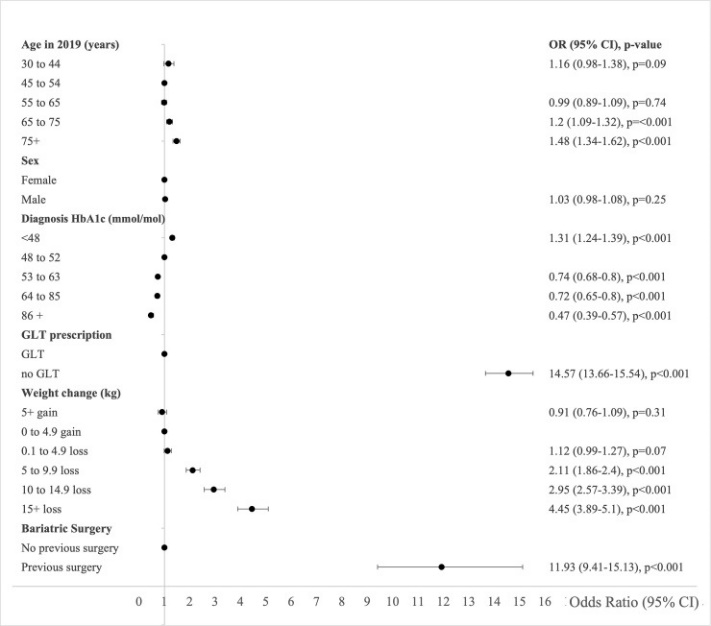 Age in 2019 (years) OR (95% CI), p-value
30 to 44 1.16 (0.98-1.38), p=0.09
45 to 54
55 to 65 0.99 (0.89-1.09), p=0.74
65 to 75 1.2 (1.09-1.32), p=<0.001
75+ 1.48 (1.34-1.62), p<0.001
Sex
Female
Male 1.03 (0.98-1.08), p=0.25
Diagnosis HbA1c (mmol/mol)
<48 1.31 (1.24-1.39), p<0.001
48 to 52
53 to 63 0.74 (0.68-0.8), p<0.001
64 to 85 0.72 (0.65-0.8), p<0.001
86 + 0.47 (0.39-0.57), p<0.001
GLT prescription
GLT
no GLT 14.57 (13.66-15.54), p<0.001
Weight change (kg)
5+ gain 0.91 (0.76-1.09), p=0.31
0 to 4.9 gain
0.1 to 4.9 loss 1.12 (0.99-1.27), p=0.07
5 to 9.9 loss 2.11 (1.86-2.4), p<0.001
10 to 14.9 loss 2.95 (2.57-3.39), p<0.001
15+ loss 4.45 (3.89-5.1), p<0.001
Bariatric Surgery
No previous surgery
Previous surgery 11.93 (9.41-15.13), p<0.001
0 1 2 3 4 5 6 7 8 9 10 11 12 13 14 15 16 Odds Ratio (95% CI)